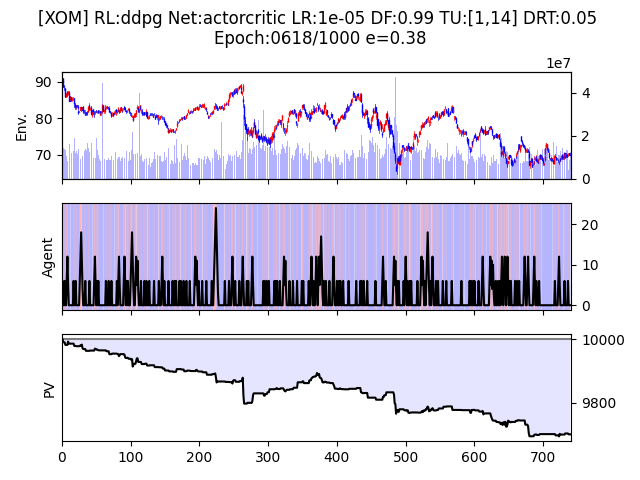 [XOM] RL:ddpg Net:actorcritic LR:1e-05 DF:0.99 TU:[1,14] DRT:0.05
Epoch:0618/1000 e=0.38
1e7
Env.
90
80
70
4
2
0
Agent
20
10
0
PV
10000
9800
0 100 200 300 400 500 600 700